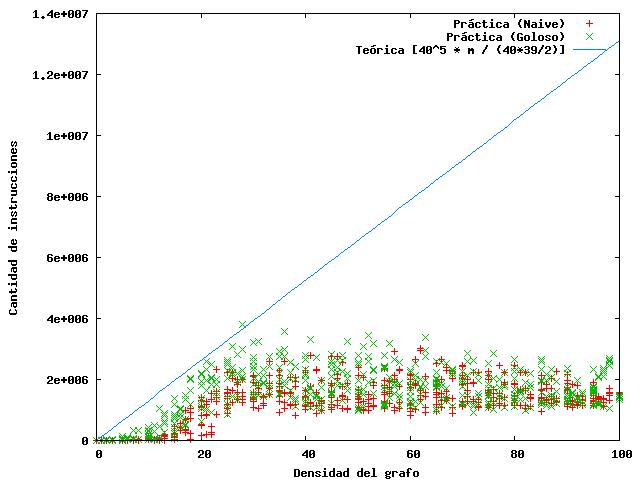 1.4e+007
1.2e+007
1e+007
8e+006
6e+006
4e+006
2e+006
0
Cantidad de instrucciones
Práctica (Naive)
Práctica (Goloso)
Teórica [40^5 * m / (40*39/2)]
0
20
40
60
80
100
Densidad del grafo